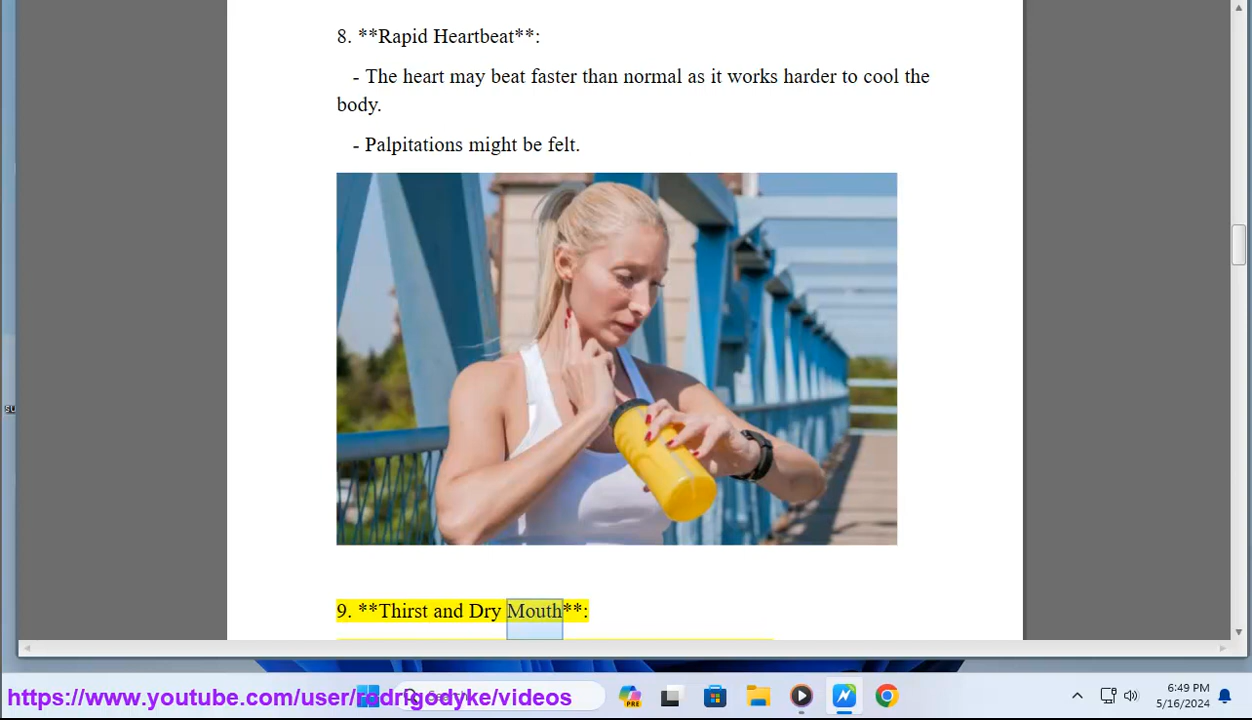 8. **Rapid Heartbeat**:
- The heart may beat faster than normal as it works harder to cool the
body.
- Palpitations might be felt.
9. **Thirst and Dry Mouth**:
su
https://www.youtube.com/user/rodrigodyke/videos
PRE
6:49 PM
5/16/2024